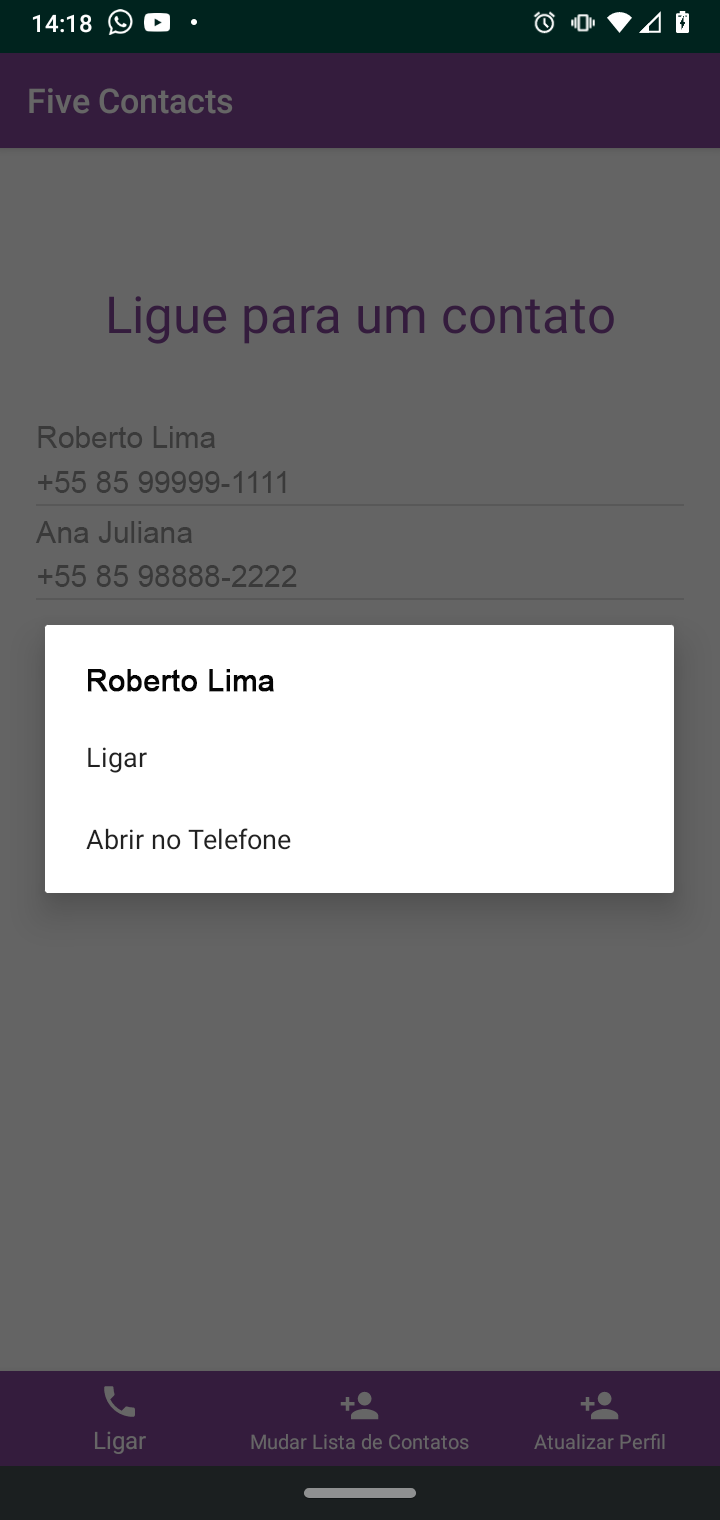 14:18
Five Contacts
Ligue para um contato
Roberto Lima
+55 85 99999-1111
Ana Juliana
+55 85 98888-2222
Roberto Lima
Ligar
Abrir no Telefone
Ligar
Mudar Lista de Contatos
Atualizar Perfil